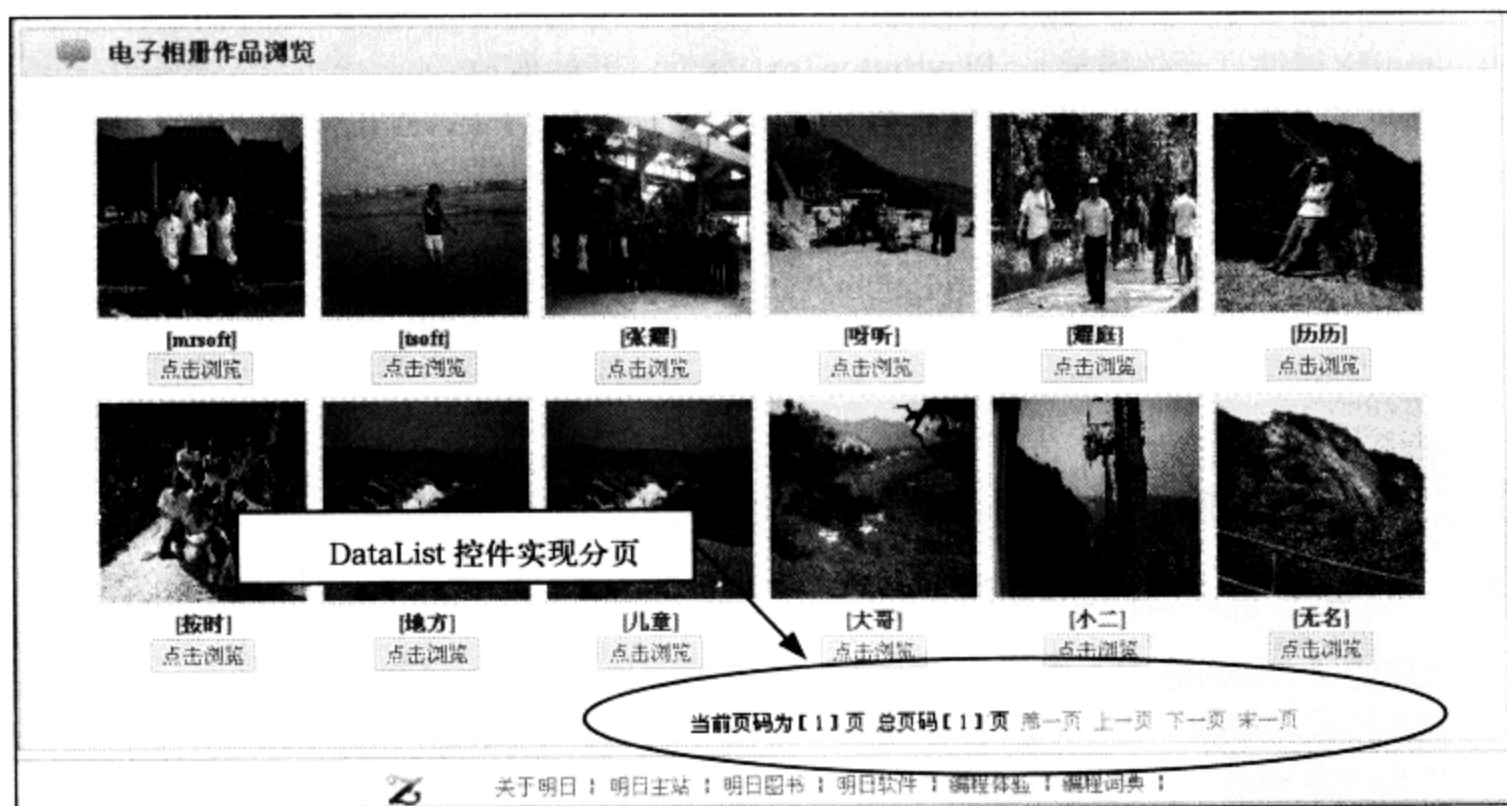 电子相册作品浏览
[mrsoft] [tsoft] [张耀] [呀昕] [耀庭] [历历]
点击浏览 点击浏览 点击浏览 点击浏览 点击浏览 点击浏览
DataList 控件实现分页
[按时] [地方] [儿童] [大哥] [小二] [无名]
点击浏览 点击浏览 点击浏览 点击浏览 点击浏览 点击浏览
当前页码为 [ 1 ] 页 总页码 [ 1 ] 页 第一页 上一页 下一页 末一页
关于明日 | 明日主站 | 明日图书 | 明日软件 | 编程体验 | 编程词典 |